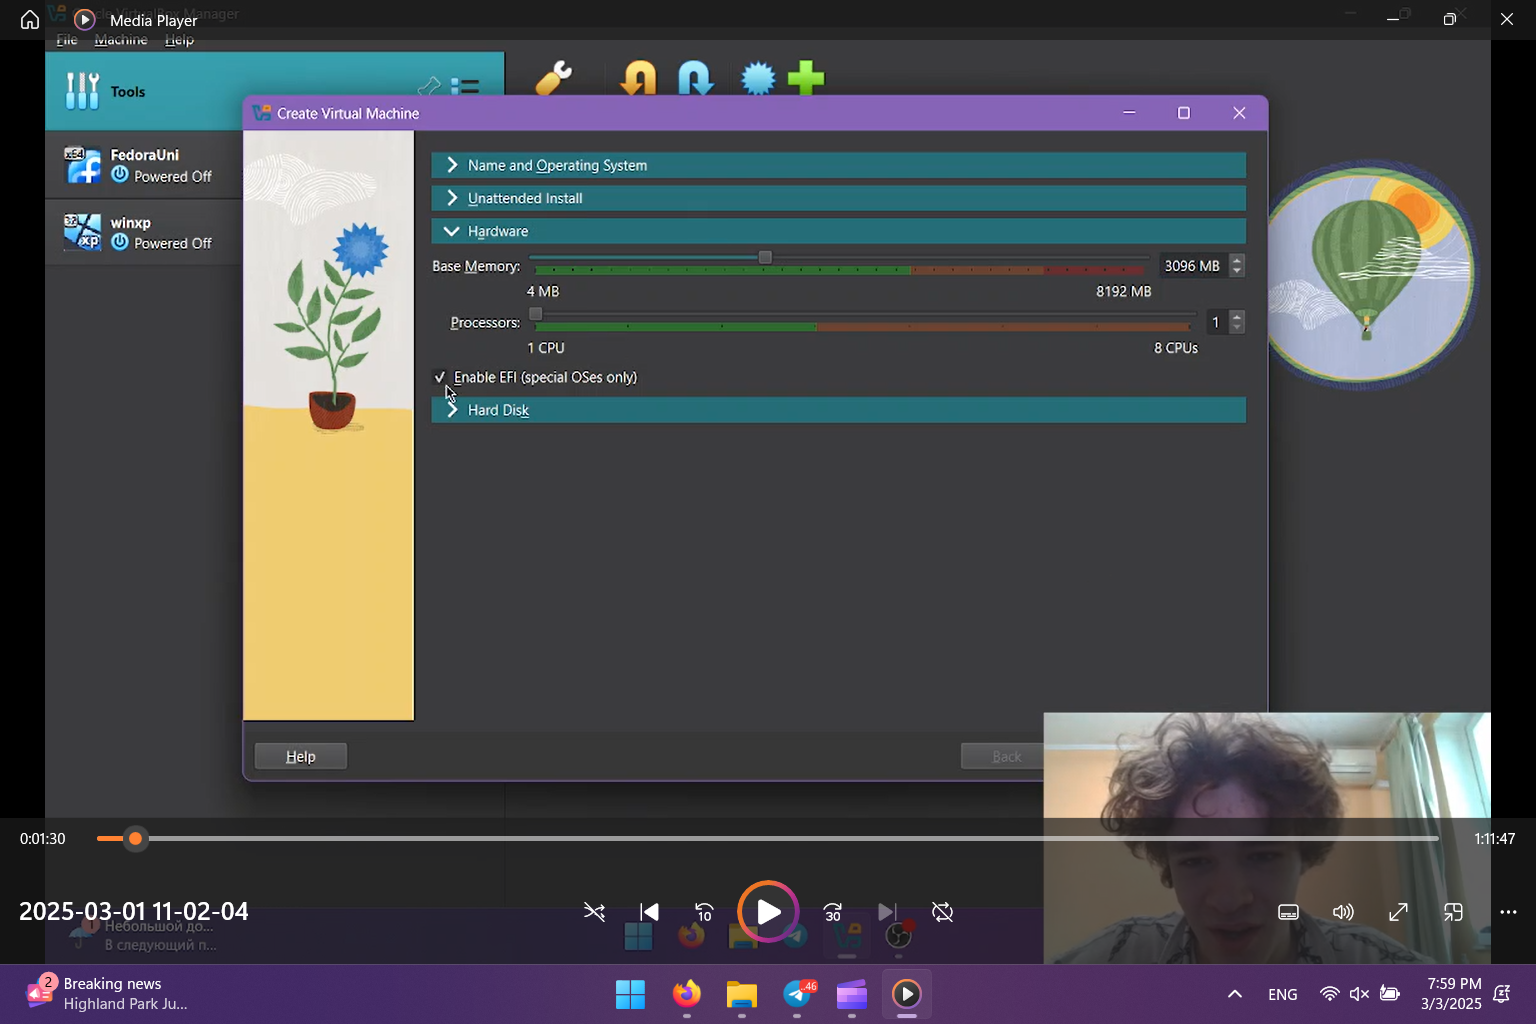 Media Player
File Machine Help
Tools
Create Virtual Machine
x64
FedoraUni
Powered Off
32
xp
winxp
Powered Off
Name and Operating System
Unattended Install
Hardware
Base Memory:
3096 MB
4 MB
8192 MB
Processors:
1
1 CPU
8 CPUs
Enable EFI (special OSes only)
Hard Disk
Help
Back
0:01:30
1:11:47
2025-03-01 11-02-04
10
30
1
Небольшой до...
В следующий п...
2
Breaking news
Highland Park Ju...
.46
ENG
7:59 PM
3/3/2025